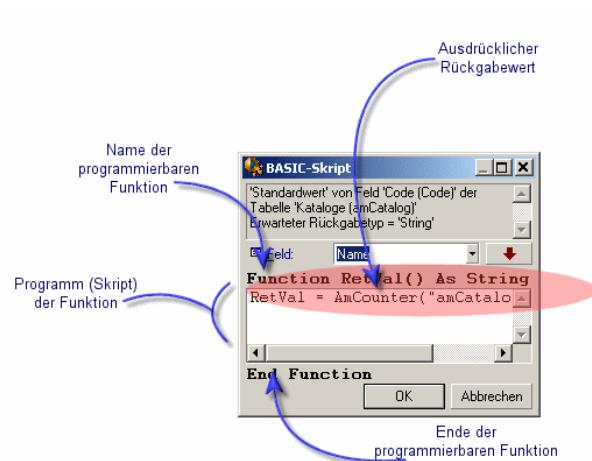 Ausdrücklicher
Rückgabewert
Name der
programmierbaren
Funktion
BASIC-Skript
'Standardwert' von Feld 'Code (Code)' der
Tabelle 'Kataloge (amCatalog)'
Erwarteter Rückgabetyp = 'String'
Feld:
Name
Function RetVal() As String
Programm (Skript)
der Funktion
RetVal = AmCounter("amCatalo
End Function
OK
Abbrechen
Ende der
programmierbaren Funktion